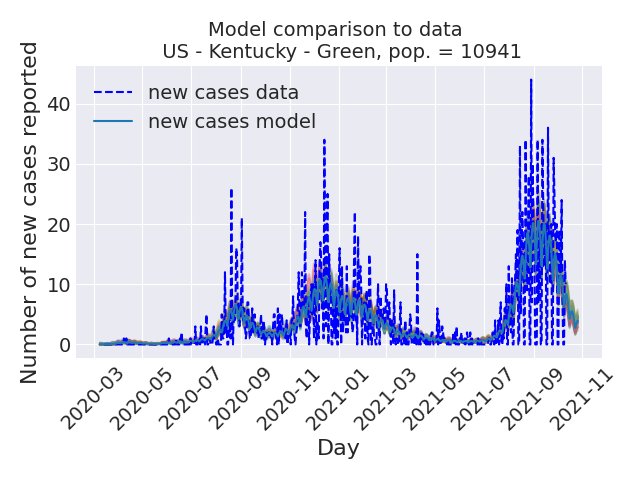 Model comparison to data
US - Kentucky - Green, pop. = 10941
Number of new cases reported
40
30
20
10
0
new cases data
new cases model
2020-03
2020-05
2020-07
2020-09
2020-11
2021-01
2021-03
2021-05
2021-07
2021-09
2021-11
Day